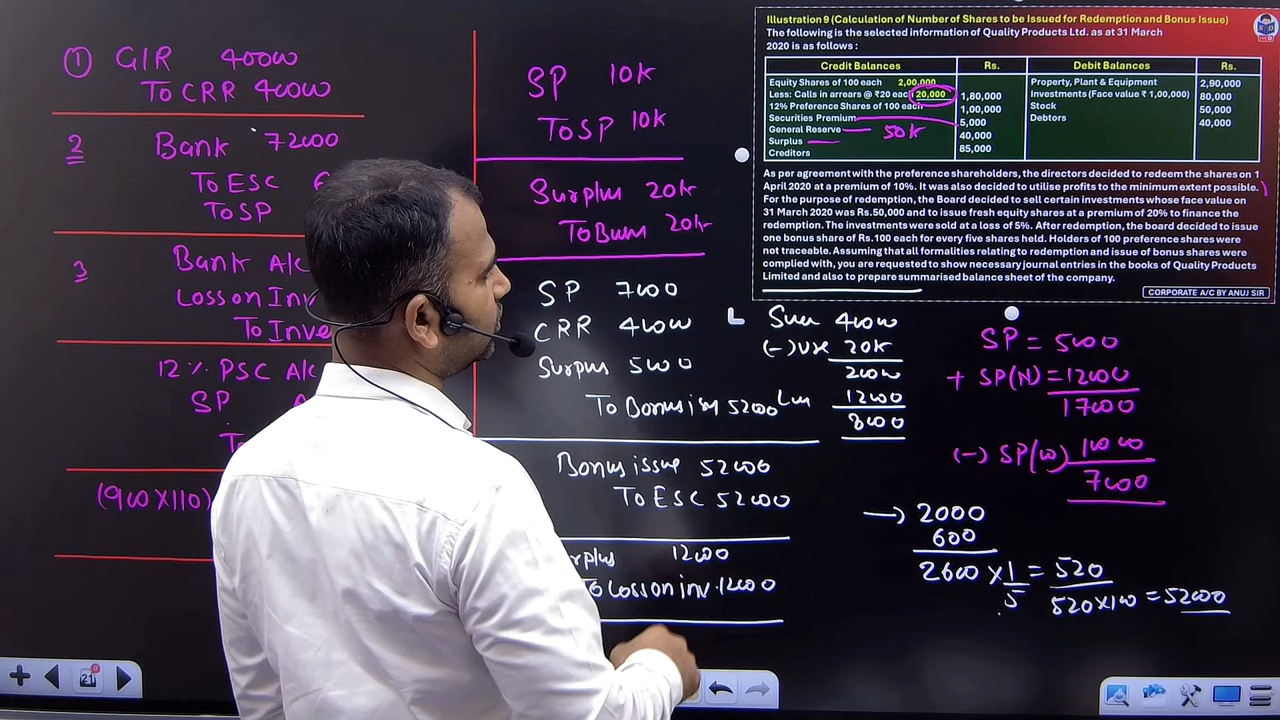 ① GIR 40000
To CRR 40000
2 Bank 72000
To ESC 6
To SP
3 Bank A/c
Loss on Inv
To Inve
12% PSC A/c
SP
To
(900×110)
SP 10k
To SP 10k
Surplus 20k
To Bonus 20k
SP 7000
CRR 40000
Surplus 5000
To Bonus iss 52000
Bonus issue 52000
To ESC 52000
rplus 12000
To Loss on inv. 12000
Illustration 9 (Calculation of Number of Shares to be Issued for Redemption and Bonus Issue)
The following is the selected information of Quality Products Ltd. as at 31 March
2020 is as follows :
Credit Balances Rs. Debit Balances Rs.
Equity Shares of 100 each 2,00,000 Property, Plant & Equipment 2,90,000
Less: Calls in arrears @ ₹20 each 20,000 1,80,000 Investments (Face value ₹ 1,00,000) 80,000
12% Preference Shares of 100 each 1,00,000 Stock 50,000
Securities Premium 5,000 Debtors 40,000
General Reserve 50k 40,000
Surplus 85,000
Creditors
As per agreement with the preference shareholders, the directors decided to redeem the shares on 1
April 2020 at a premium of 10%. It was also decided to utilise profits to the minimum extent possible.
For the purpose of redemption, the Board decided to sell certain investments whose face value on
31 March 2020 was Rs.50,000 and to issue fresh equity shares at a premium of 20% to finance the
redemption. The investments were sold at a loss of 5%. After redemption, the board decided to issue
one bonus share of Rs.100 each for every five shares held. Holders of 100 preference shares were
not traceable. Assuming that all formalities relating to redemption and issue of bonus shares were
complied with, you are requested to show necessary journal entries in the books of Quality Products
Limited and also to prepare summarised balance sheet of the company.
CORPORATE A/C BY ANUJ SIR
Surr 40000
(-) 20k
20000
Loss 12000
8000
SP = 5000
+ SP(N) = 12000
17000
(-) SP(w) 10000
7000
→ 2000
600
2600 × 1/5 = 520
520×100 = 52000
21